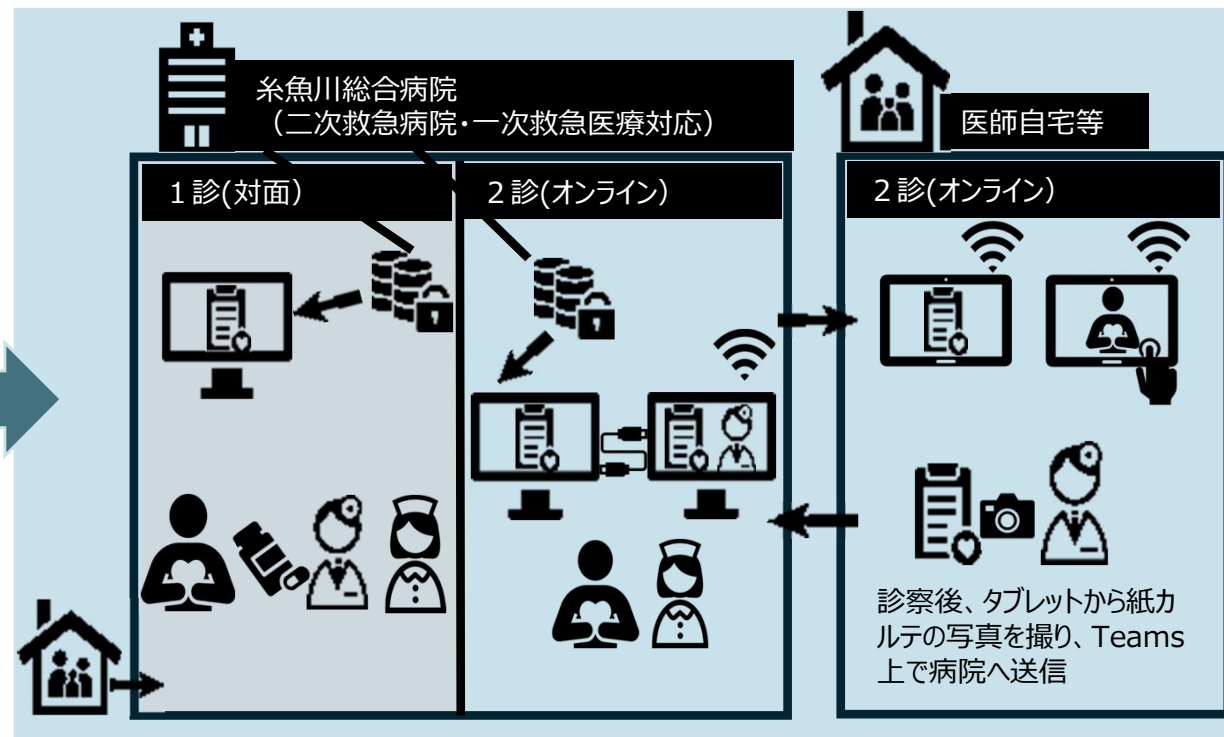 糸魚川総合病院
（二次救急病院・一次救急医療対応）
医師自宅等
１診(対面）
２診(オンライン）
２診(オンライン）
診察後、タブレットから紙カ
ルテの写真を撮り、Teams
上で病院へ送信